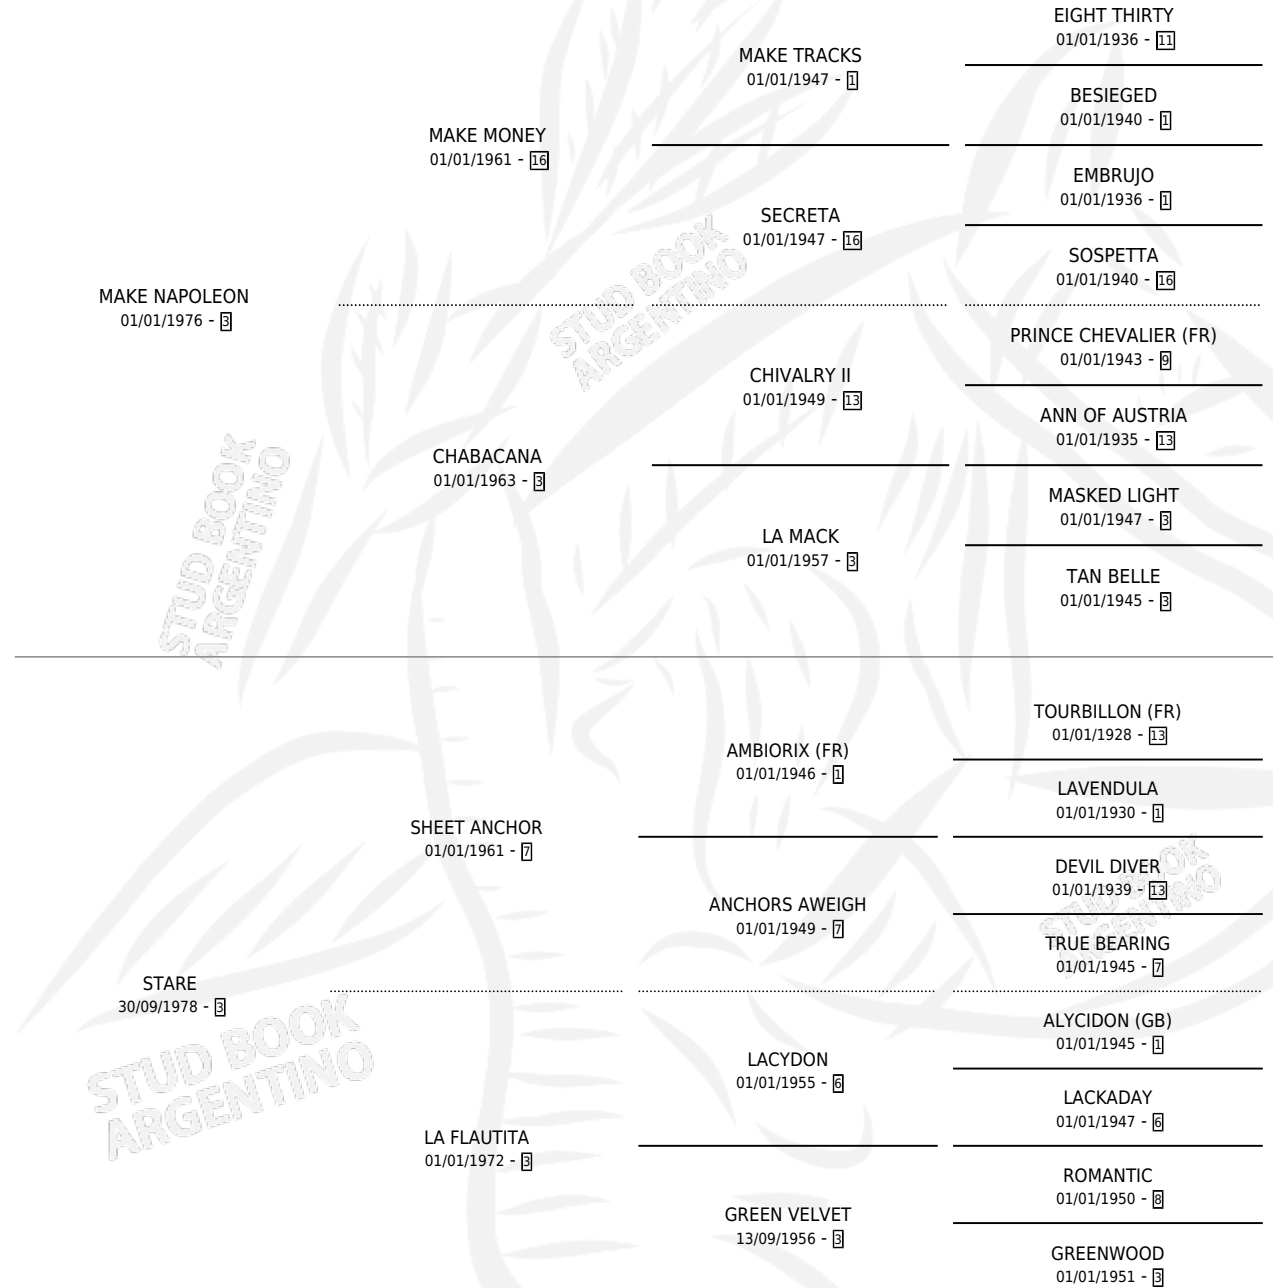 EIGHT THIRTY
01/01/1936 - 11
MAKE TRACKS
01/01/1947 - 1
BESIEGED
01/01/1940 - 1
MAKE MONEY
01/01/1961 - 16
EMBRUJO
01/01/1936 - 1
SECRETA
01/01/1947 - 16
SOSPETTA
01/01/1940 - 16
MAKE NAPOLEON
01/01/1976 - 3
PRINCE CHEVALIER (FR)
01/01/1943 - 9
CHIVALRY II
01/01/1949 - 13
ANN OF AUSTRIA
01/01/1935 - 13
CHABACANA
01/01/1963 - 3
MASKED LIGHT
01/01/1947 - 3
LA MACK
01/01/1957 - 3
TAN BELLE
01/01/1945 - 3
STUD BOOK
ARGENTINO
STUD BOOK
ARGENTINO
TOURBILLON (FR)
01/01/1928 - 13
AMBIORIX (FR)
01/01/1946 - 1
LAVENDULA
01/01/1930 - 1
SHEET ANCHOR
01/01/1961 - 7
DEVIL DIVER
01/01/1939 - 13
ANCHORS AWEIGH
01/01/1949 - 7
TRUE BEARING
01/01/1945 - 7
STARE
30/09/1978 - 3
ALYCIDON (GB)
01/01/1945 - 1
LACYDON
01/01/1955 - 6
LACKADAY
01/01/1947 - 6
LA FLAUTITA
01/01/1972 - 3
ROMANTIC
01/01/1950 - 8
GREEN VELVET
13/09/1956 - 3
GREENWOOD
01/01/1951 - 3
STUD BOOK
ARGENTINO
STUD BOOK
ARGENTINO